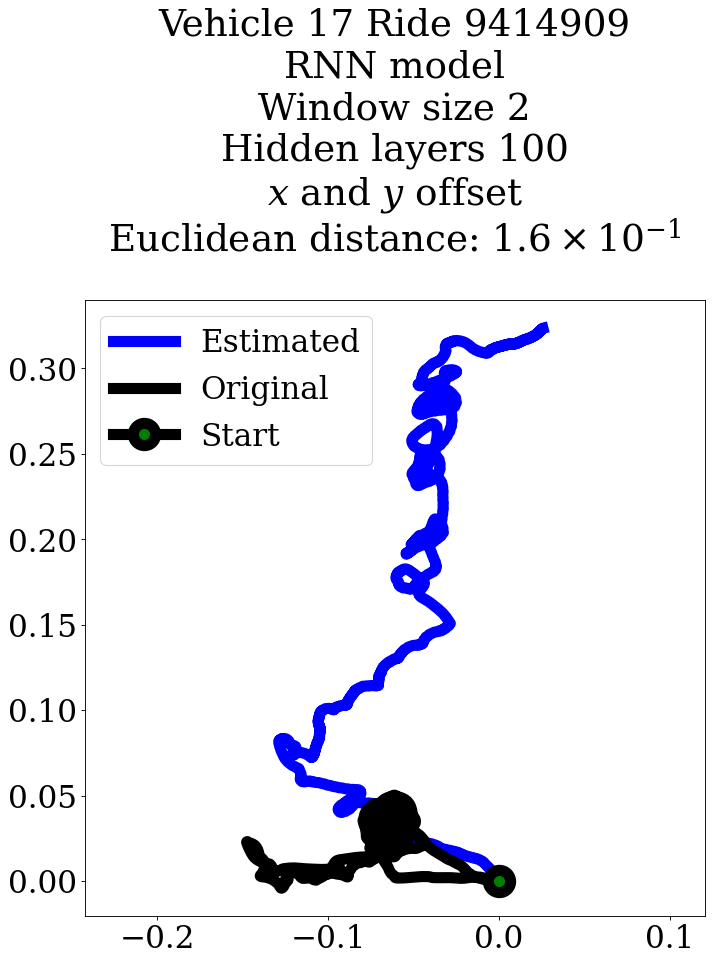 Vehicle 17 Ride 9414909
RNN model
Window size 2
Hidden layers 100
x and y offset
Euclidean distance: 1.6 × 10⁻¹
Estimated
Original
Start
0.30
0.25
0.20
0.15
0.10
0.05
0.00
−0.2 −0.1 0.0 0.1